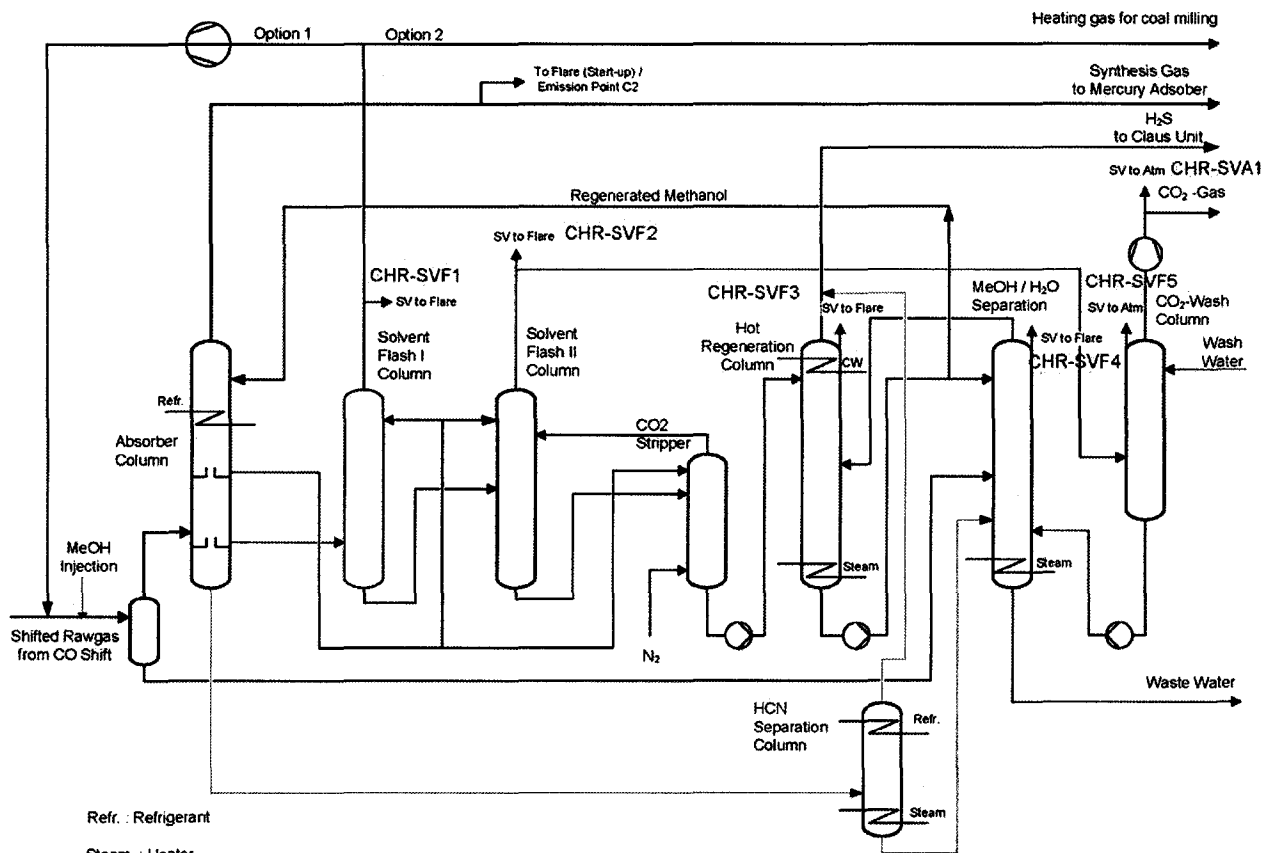 Heating gas for coal milling
Option 1
Option 2
To Flare (Start-up) /
Emission Point C2
Synthesis Gas
to Mercury Adsober
H₂S
to Claus Unit
SV to Atm CHR-SVA1
CO₂ -Gas
Regenerated Methanol
SV to Flare CHR-SVF2
CHR-SVF1
SV to Flare
CHR-SVF3
SV to Flare
MeOH / H₂O
Separation
SV to Flare
CHR-SVF4
CHR-SVF5
SV to Atm
CO₂-Wash
Column
Wash
Water
Solvent
Flash I
Column
Solvent
Flash II
Column
Hot
Regeneration
Column
CW
Refr.
Absorber
Column
CO2
Stripper
MeOH
Injection
Steam
Steam
Shifted Rawgas
from CO Shift
N₂
Waste Water
HCN
Separation
Column
Refr.
Steam
Refr. : Refrigerant
Steam : Heater